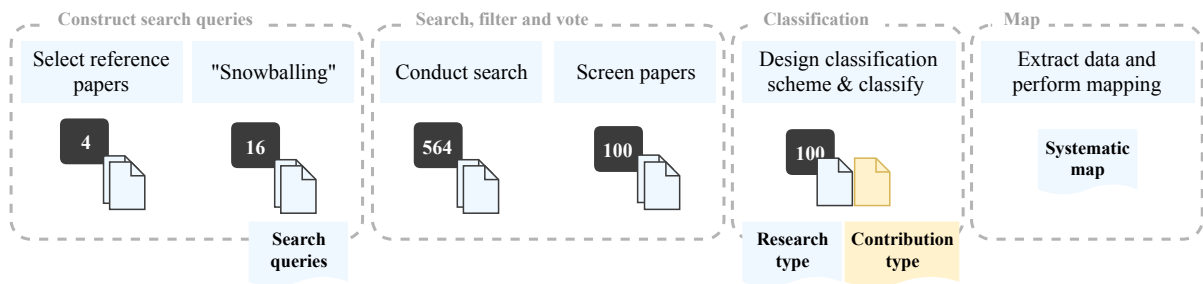 Construct search queries
Select reference
papers
"Snowballing"
4
16
Search
queries
Search, filter and vote
Conduct search
Screen papers
564
100
Classification
Design classification
scheme & classify
100
Research
type
Contribution
type
Map
Extract data and
perform mapping
Systematic
map